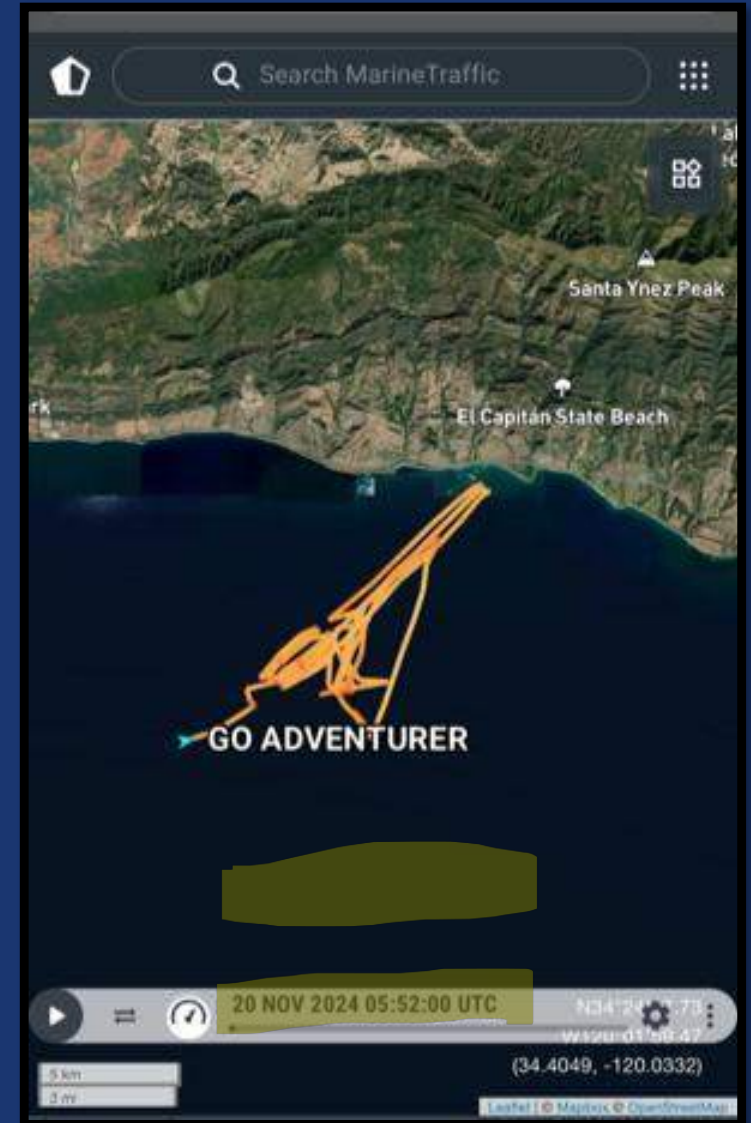 Search MarineTraffic
Santa Ynez Peak
rk
El Capitan State Beach
GO ADVENTURER
20 NOV 2024 05:52:00 UTC
(34.4049, -120.0332)
5 km
3 mi
Leaflet | © Mapbox © OpenStreetMap